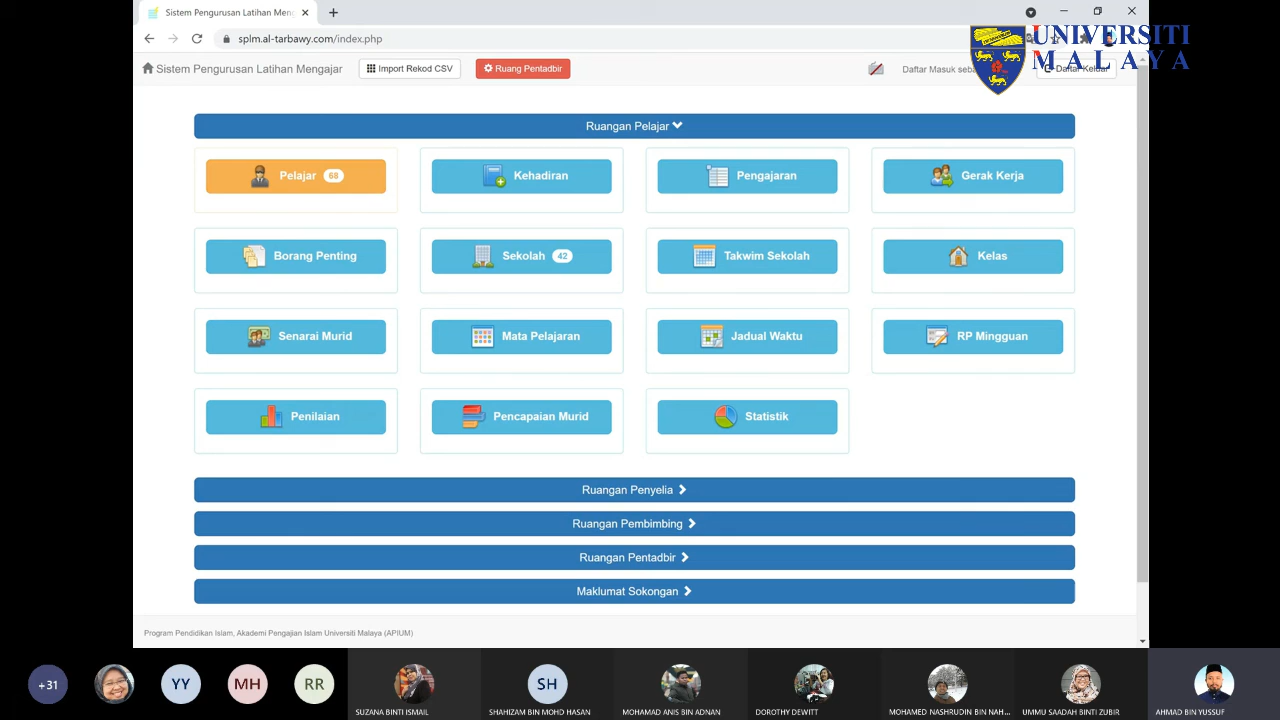 Sistem Pengurusan Latihan Meng
splm.al-tarbawy.com/index.php
UNIVERSITI
MALAYA
Sistem Pengurusan Latihan Mengajar
Import Rekod CSV
Ruang Pentadbir
Daftar Masuk seba
Daftar Keluar
Ruangan Pelajar
Pelajar 68
Kehadiran
Pengajaran
Gerak Kerja
Borang Penting
Sekolah 42
Takwim Sekolah
Kelas
Senarai Murid
Mata Pelajaran
Jadual Waktu
RP Mingguan
Penilaian
Pencapaian Murid
Statistik
Ruangan Penyelia
Ruangan Pembimbing
Ruangan Pentadbir
Maklumat Sokongan
Program Pendidikan Islam, Akademi Pengajian Islam Universiti Malaya (APIUM)
+31
YY
MH
RR
SUZANA BINTI ISMAIL
SH
SHAHIZAM BIN MOHD HASAN
MOHAMAD ANIS BIN ADNAN
DOROTHY DEWITT
MOHAMED NASHRUDIN BIN NAH...
UMMU SAADAH BINTI ZUBIR
AHMAD BIN YUSSUF